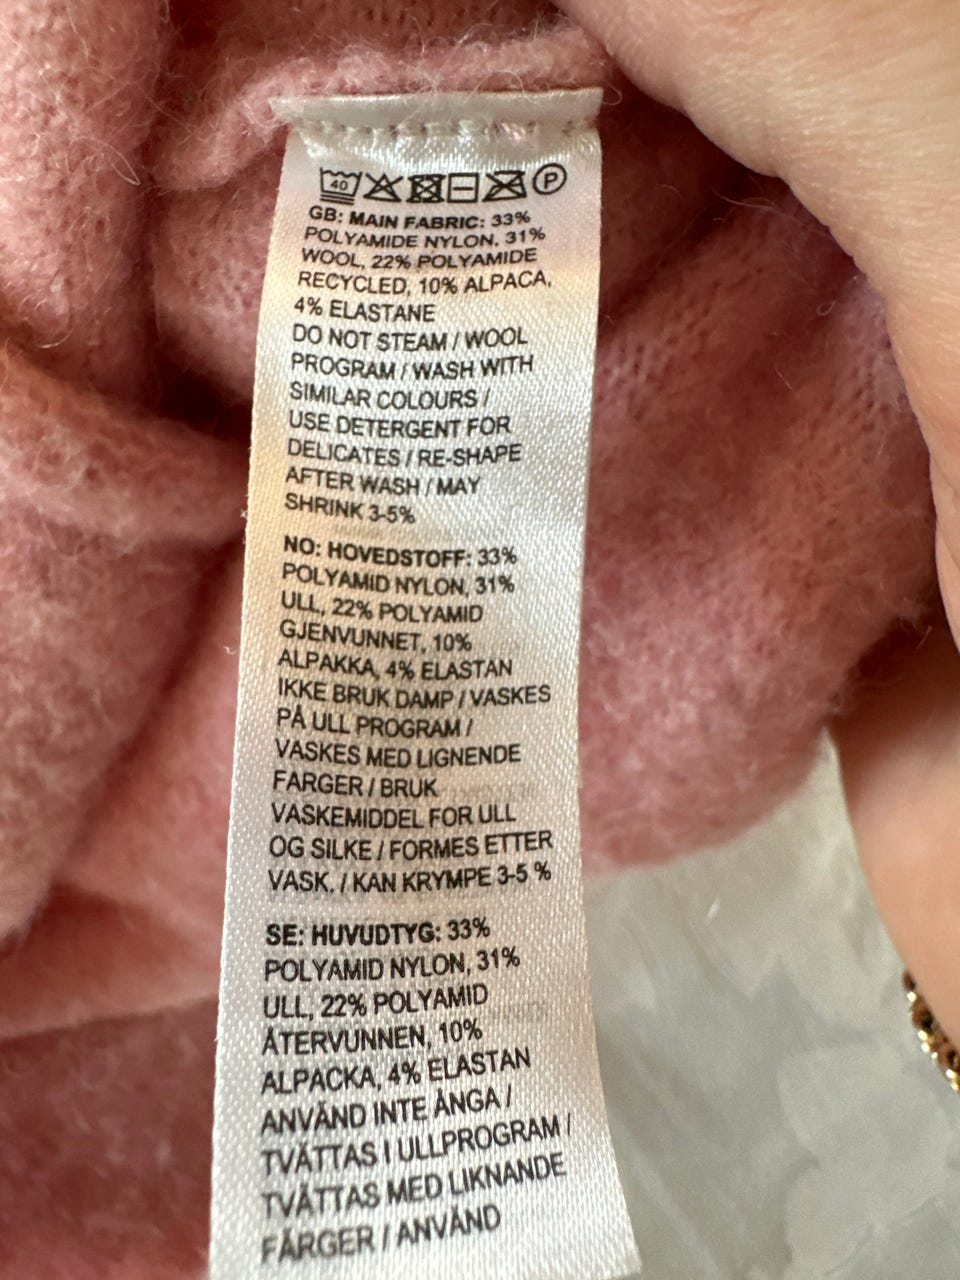 40 P
GB: MAIN FABRIC: 33%
POLYAMIDE NYLON, 31%
WOOL, 22% POLYAMIDE
RECYCLED, 10% ALPACA,
4% ELASTANE
DO NOT STEAM / WOOL
PROGRAM / WASH WITH
SIMILAR COLOURS /
USE DETERGENT FOR
DELICATES / RE-SHAPE
AFTER WASH / MAY
SHRINK 3-5%
NO: HOVEDSTOFF: 33%
POLYAMID NYLON, 31%
ULL, 22% POLYAMID
GJENVUNNET, 10%
ALPAKKA, 4% ELASTAN
IKKE BRUK DAMP / VASKES
PÅ ULL PROGRAM /
VASKES MED LIGNENDE
FARGER / BRUK
VASKEMIDDEL FOR ULL
OG SILKE / FORMES ETTER
VASK. / KAN KRYMPE 3-5 %
SE: HUVUDTYG: 33%
POLYAMID NYLON, 31%
ULL, 22% POLYAMID
ÅTERVUNNEN, 10%
ALPACKA, 4% ELASTAN
ANVÄND INTE ÅNGA /
TVÄTTAS I ULLPROGRAM /
TVÄTTAS MED LIKNANDE
FÄRGER / ANVÄND